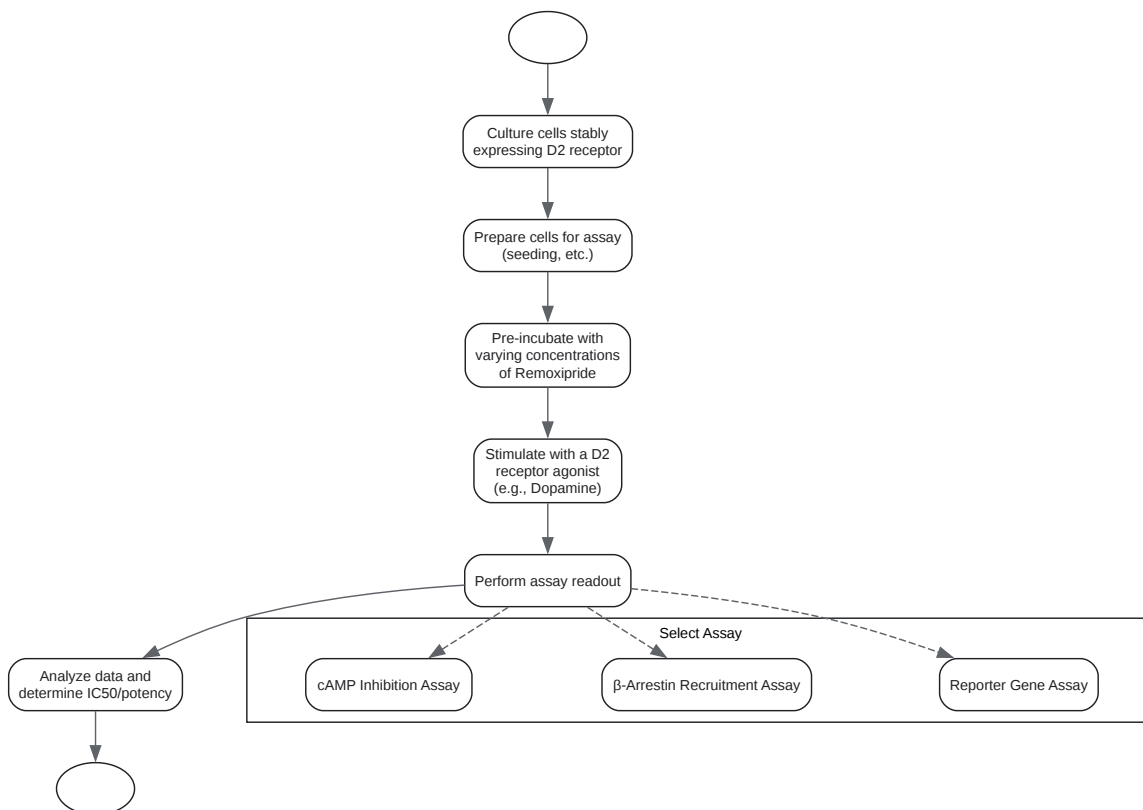 Culture cells stably
expressing D2 receptor
Prepare cells for assay
(seeding, etc.)
Pre-incubate with
varying concentrations
of Remoxipride
Stimulate with a D2
receptor agonist
(e.g., Dopamine)
Perform assay readout
Select Assay
Analyze data and
determine IC50/potency
cAMP Inhibition Assay
β-Arrestin Recruitment Assay
Reporter Gene Assay